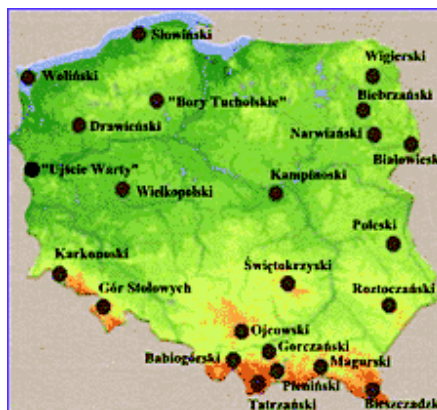 Słowiński
Wigierski
Woliński
Biebrzański
"Bory Tucholskie"
Drawieński
Narwiański
Białowiesk
"Ujście Warty"
Wielkopolski
Kampinoski
Poleski
Karkonoski
Świętokrzyski
Gór Stołowych
Roztoczański
Ojcowski
Gorczański
Babiogórski
Magurski
Pieniński
Tatrzański
Bieszczadzk